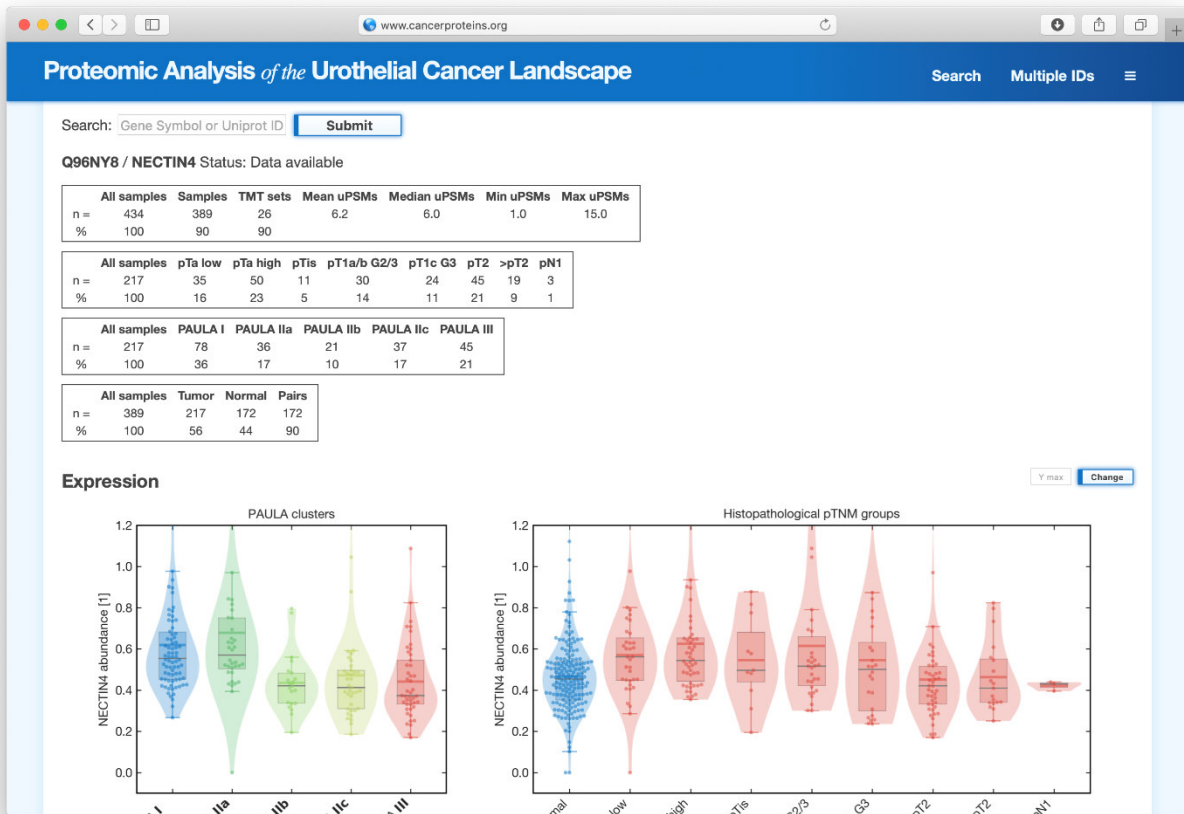 www.cancerproteins.org
Proteomic Analysis of the Urothelial Cancer Landscape
Search Multiple IDs
Search: Gene Symbol or Uniprot ID Submit
Q96NY8 / NECTIN4 Status: Data available
All samples Samples TMT sets Mean uPSMs Median uPSMs Min uPSMs Max uPSMs
n = 434 389 26 6.2 6.0 1.0 15.0
% 100 90 90
All samples pTa low pTa high pTis pT1a/b G2/3 pT1c G3 pT2 >pT2 pN1
n = 217 35 50 11 30 24 45 19 3
% 100 16 23 5 14 11 21 9 1
All samples PAULA I PAULA IIa PAULA IIb PAULA IIc PAULA III
n = 217 78 36 21 37 45
% 100 36 17 10 17 21
All samples Tumor Normal Pairs
n = 389 217 172 172
% 100 56 44 90
Expression
Y max Change
PAULA clusters
NECTIN4 abundance [1]
1.2
1.0
0.8
0.6
0.4
0.2
0.0
I IIa IIb IIc III
Histopathological pTNM groups
NECTIN4 abundance [1]
1.2
1.0
0.8
0.6
0.4
0.2
0.0
mal low high pTis G2/3 G3 pT2 pT2 pN1